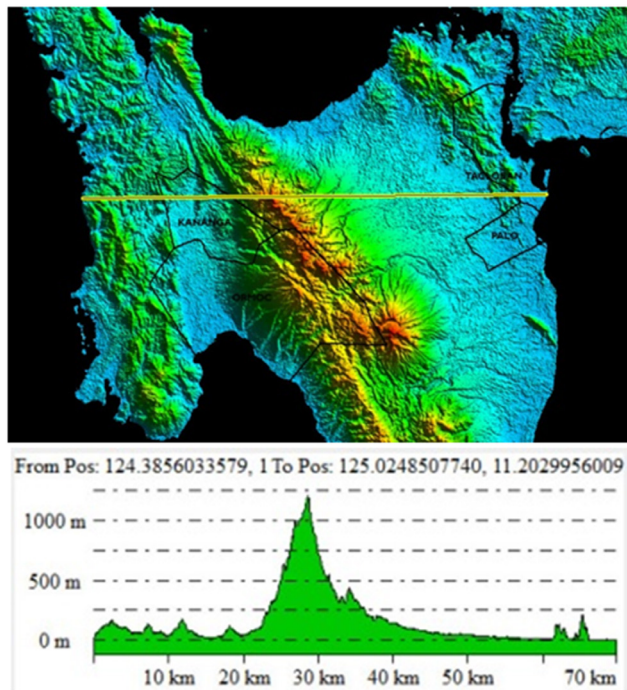 TACLOBAN
KANANGA
PALO
ORMOC
From Pos: 124.3856033579, 1 To Pos: 125.0248507740, 11.2029956009
1000 m
500 m
0 m
10 km 20 km 30 km 40 km 50 km 70 km